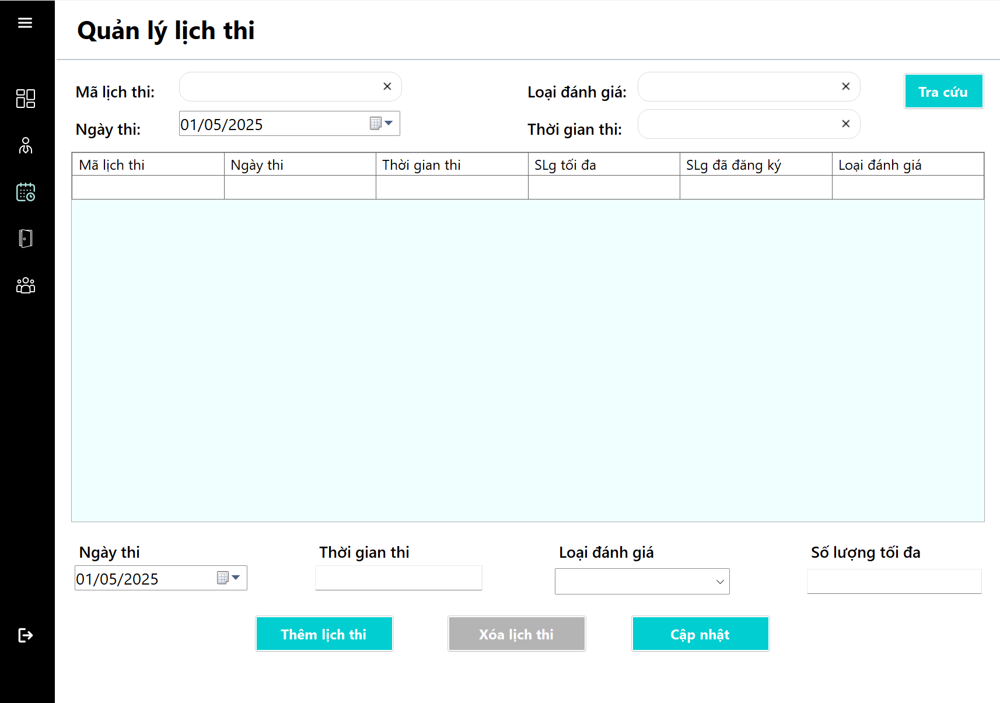 Quản lý lịch thi
Mã lịch thi:
Loại đánh giá:
Tra cứu
Ngày thi:
01/05/2025
Thời gian thi:
Mã lịch thi Ngày thi Thời gian thi SLg tối đa SLg đã đăng ký Loại đánh giá
Ngày thi Thời gian thi Loại đánh giá Số lượng tối đa
01/05/2025
Thêm lịch thi Xóa lịch thi Cập nhật